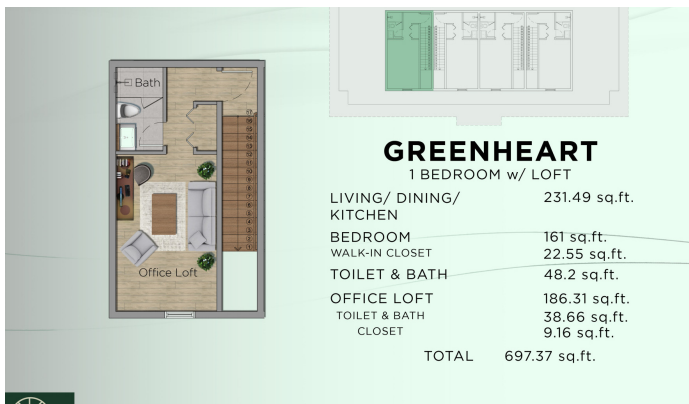 Bath
Office Loft
GREENHEART
1 BEDROOM w/ LOFT
LIVING/ DINING/ 231.49 sq.ft.
KITCHEN
BEDROOM 161 sq.ft.
WALK-IN CLOSET 22.55 sq.ft.
TOILET & BATH 48.2 sq.ft.
OFFICE LOFT 186.31 sq.ft.
TOILET & BATH 38.66 sq.ft.
CLOSET 9.16 sq.ft.
TOTAL 697.37 sq.ft.